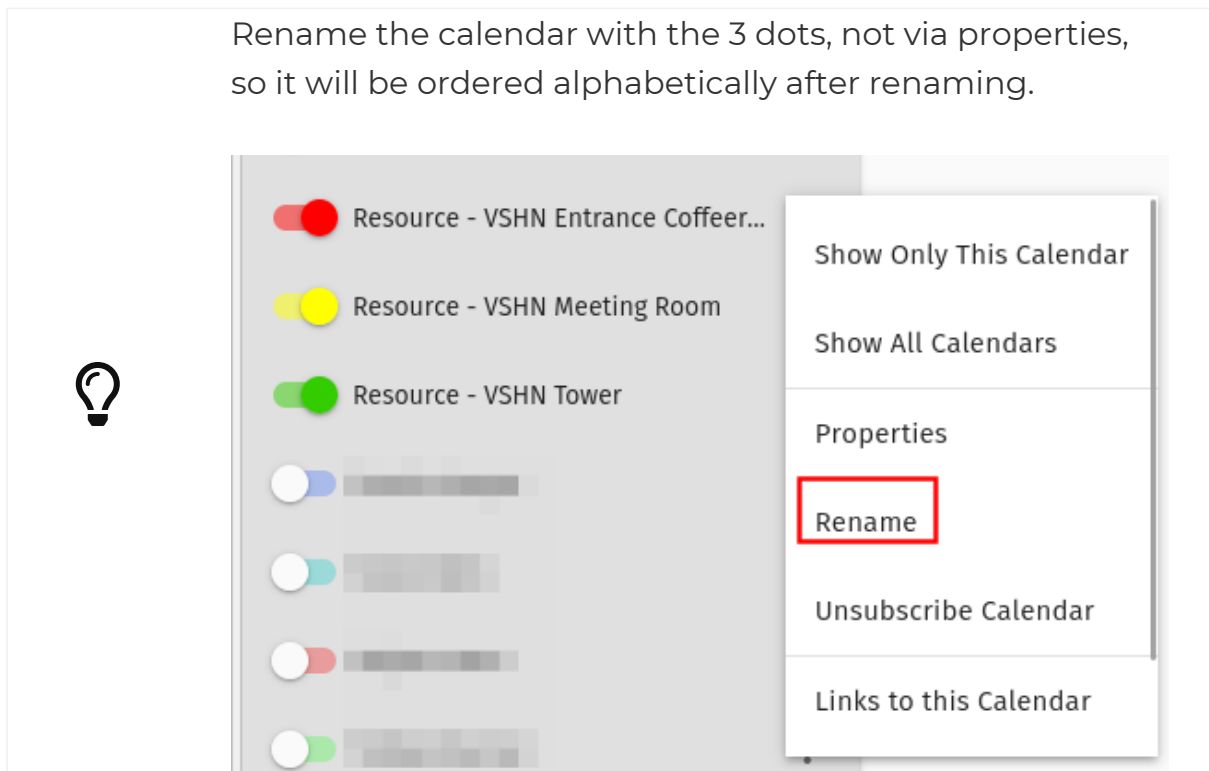 Rename the calendar with the 3 dots, not via properties,
so it will be ordered alphabetically after renaming.
Resource - VSHN Entrance Coffeer...
Resource - VSHN Meeting Room
Resource - VSHN Tower
Show Only This Calendar
Show All Calendars
Properties
Rename
Unsubscribe Calendar
Links to this Calendar